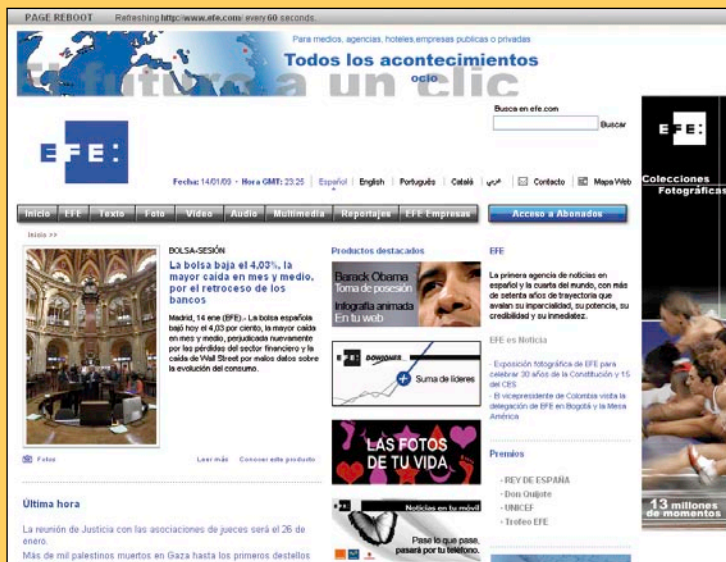 PAGE REBOOT Refreshing http://www.efe.com/ every 60 seconds.
Para medios, agencias, hoteles,empresas publicas o privadas
Todos los acontecimientos
ocio
El futuro a un clic
Busca en efe.com
Buscar
EFE:
Fecha: 14/01/09 - Hora GMT: 23:25 | Español | English | Português | Català | عربي | Contacto | Mapa Web
Inicio EFE Texto Foto Video Audio Multimedia Reportajes EFE Empresas
Acceso a Abonados
Inicio >>
BOLSA-SESIÓN
La bolsa baja el 4,03%, la
mayor caída en mes y medio,
por el retroceso de los
bancos
Madrid, 14 ene (EFE).- La bolsa española
bajó hoy el 4,03 por ciento, la mayor caída
en mes y medio, perjudicada nuevamente
por las pérdidas del sector financiero y la
caída de Wall Street por malos datos sobre
la evolución del consumo.
Fotos
Leer más Conocer este producto
Última hora
La reunión de Justicia con las asociaciones de jueces será el 26 de
enero.
Más de mil palestinos muertos en Gaza hasta los primeros destellos
Productos destacados
Barack Obama
Toma de posesión
Infografía animada
En tu web
EFE: DOWJONES
Suma de líderes
LAS FOTOS
DE TU VIDA
EFE: Noticias en tu móvil
Pase lo que pase,
pasará por tu teléfono.
EFE
La primera agencia de noticias en
español y la cuarta del mundo, con más
de setenta años de trayectoria que
avalan su imparcialidad, su potencia, su
credibilidad y su inmediatez.
EFE es Noticia
- Exposición fotográfica de EFE para
celebrar 30 años de la Constitución y 15
del CES
- El vicepresidente de Colombia visita la
delegación de EFE en Bogotá y la Mesa
América
Premios
- REY DE ESPAÑA
- Don Quijote
- UNICEF
- Trofeo EFE
EFE:
Colecciones
Fotográficas
13 millones
de momentos